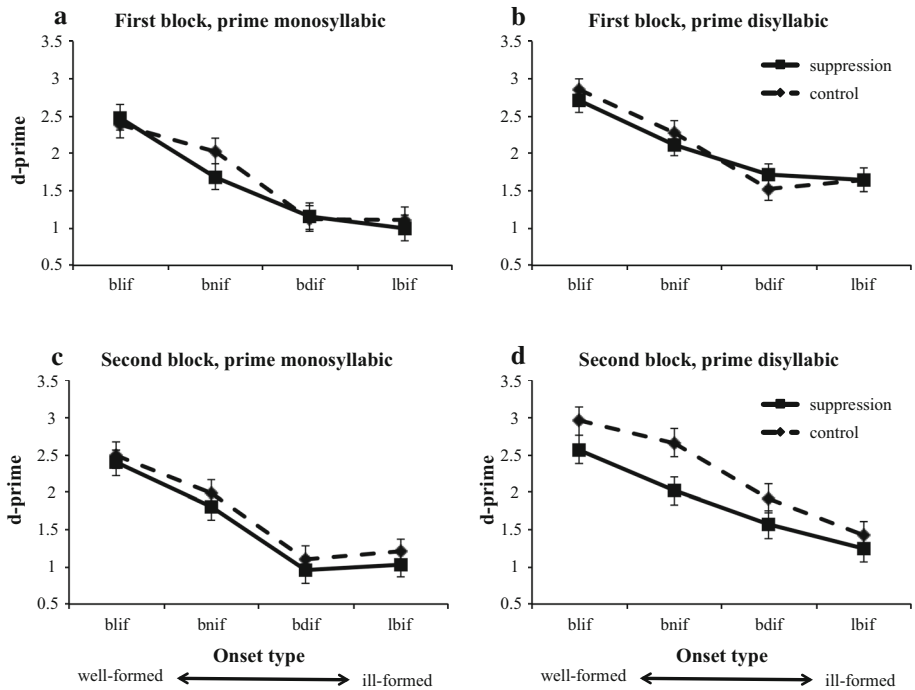 a First block, prime monosyllabic
3.5
3
2.5
2
1.5
1
0.5
d-prime
blif bnif bdif lbif
b First block, prime disyllabic
3.5
3
2.5
2
1.5
1
0.5
d-prime
suppression
control
blif bnif bdif lbif
c Second block, prime monosyllabic
3.5
3
2.5
2
1.5
1
0.5
d-prime
blif bnif bdif lbif
Onset type
well-formed ill-formed
d Second block, prime disyllabic
3.5
3
2.5
2
1.5
1
0.5
d-prime
suppression
control
blif bnif bdif lbif
Onset type
well-formed ill-formed